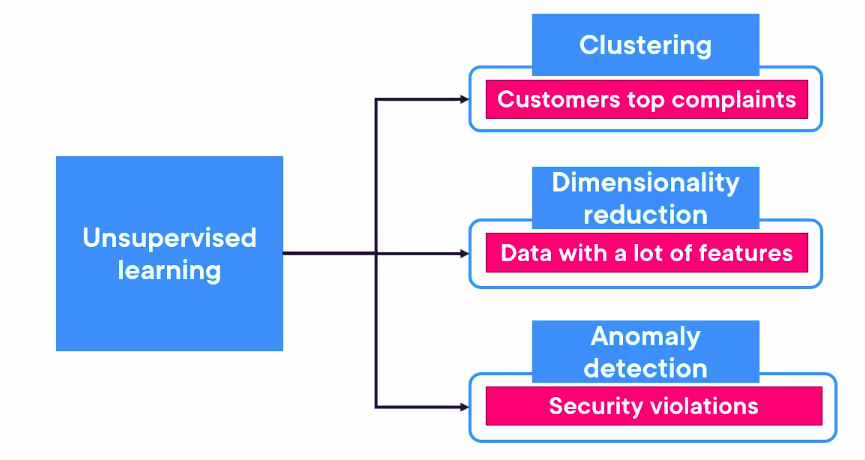 Unsupervised
learning
Clustering
Customers top complaints
Dimensionality
reduction
Data with a lot of features
Anomaly
detection
Security violations